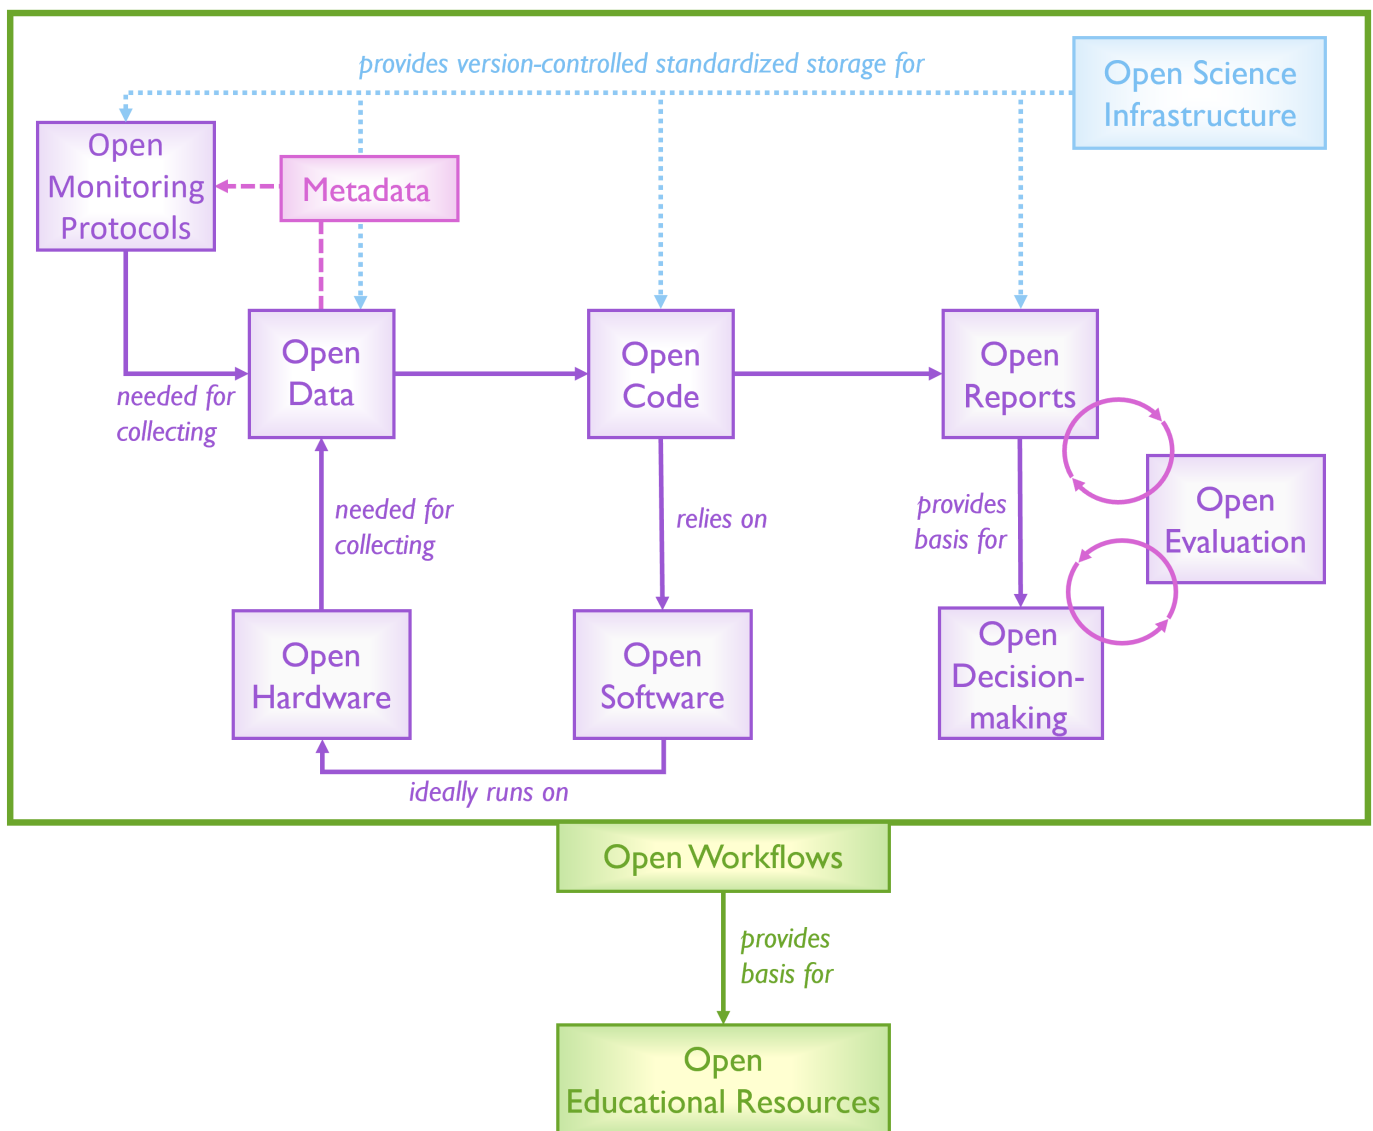 provides version-controlled standardized storage for
Open Science
Infrastructure
Open
Monitoring
Protocols
Metadata
Open
Data
Open
Code
Open
Reports
needed for
collecting
needed for
collecting
relies on
provides
basis for
Open
Evaluation
Open
Hardware
Open
Software
Open
Decision-
making
ideally runs on
Open Workflows
provides
basis for
Open
Educational Resources